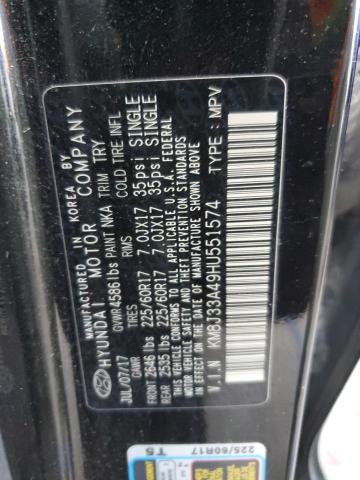 MADE IN KOREA BY
HYUNDAI MOTOR COMPANY
JUL/07/17 GVWR 4586 lbs PAINT NKA TRIM TRY
GAWR TIRES RIMS COLD TIRE INFL
FRONT 2646 lbs 225/60R17 7.0JX17 35psi SINGLE
REAR 2535 lbs 225/60R17 7.0JX17 35psi SINGLE
THIS VEHICLE CONFORMS TO ALL APPLICABLE U.S.A. FEDERAL
MOTOR VEHICLE SAFETY AND THEFT PREVENTION STANDARDS
IN EFFECT ON THE DATE OF MANUFACTURE SHOWN ABOVE.
V.I.N : KM8J33A49HU551574 TYPE : MPV
225/60R17
T5